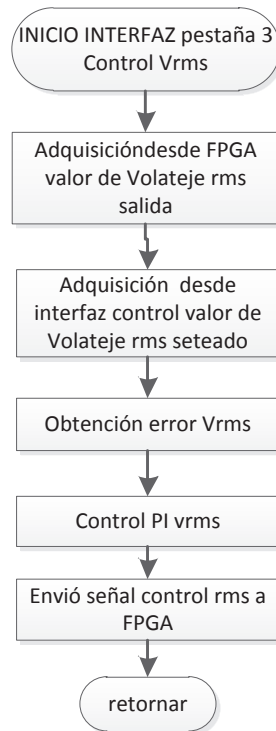 INICIO INTERFAZ pestaña 3
Control Vrms
Adquisicióndesde FPGA
valor de Volateje rms
salida
Adquisición desde
interfaz control valor de
Volateje rms seteado
Obtención error Vrms
Control PI vrms
Envió señal control rms a
FPGA
retornar